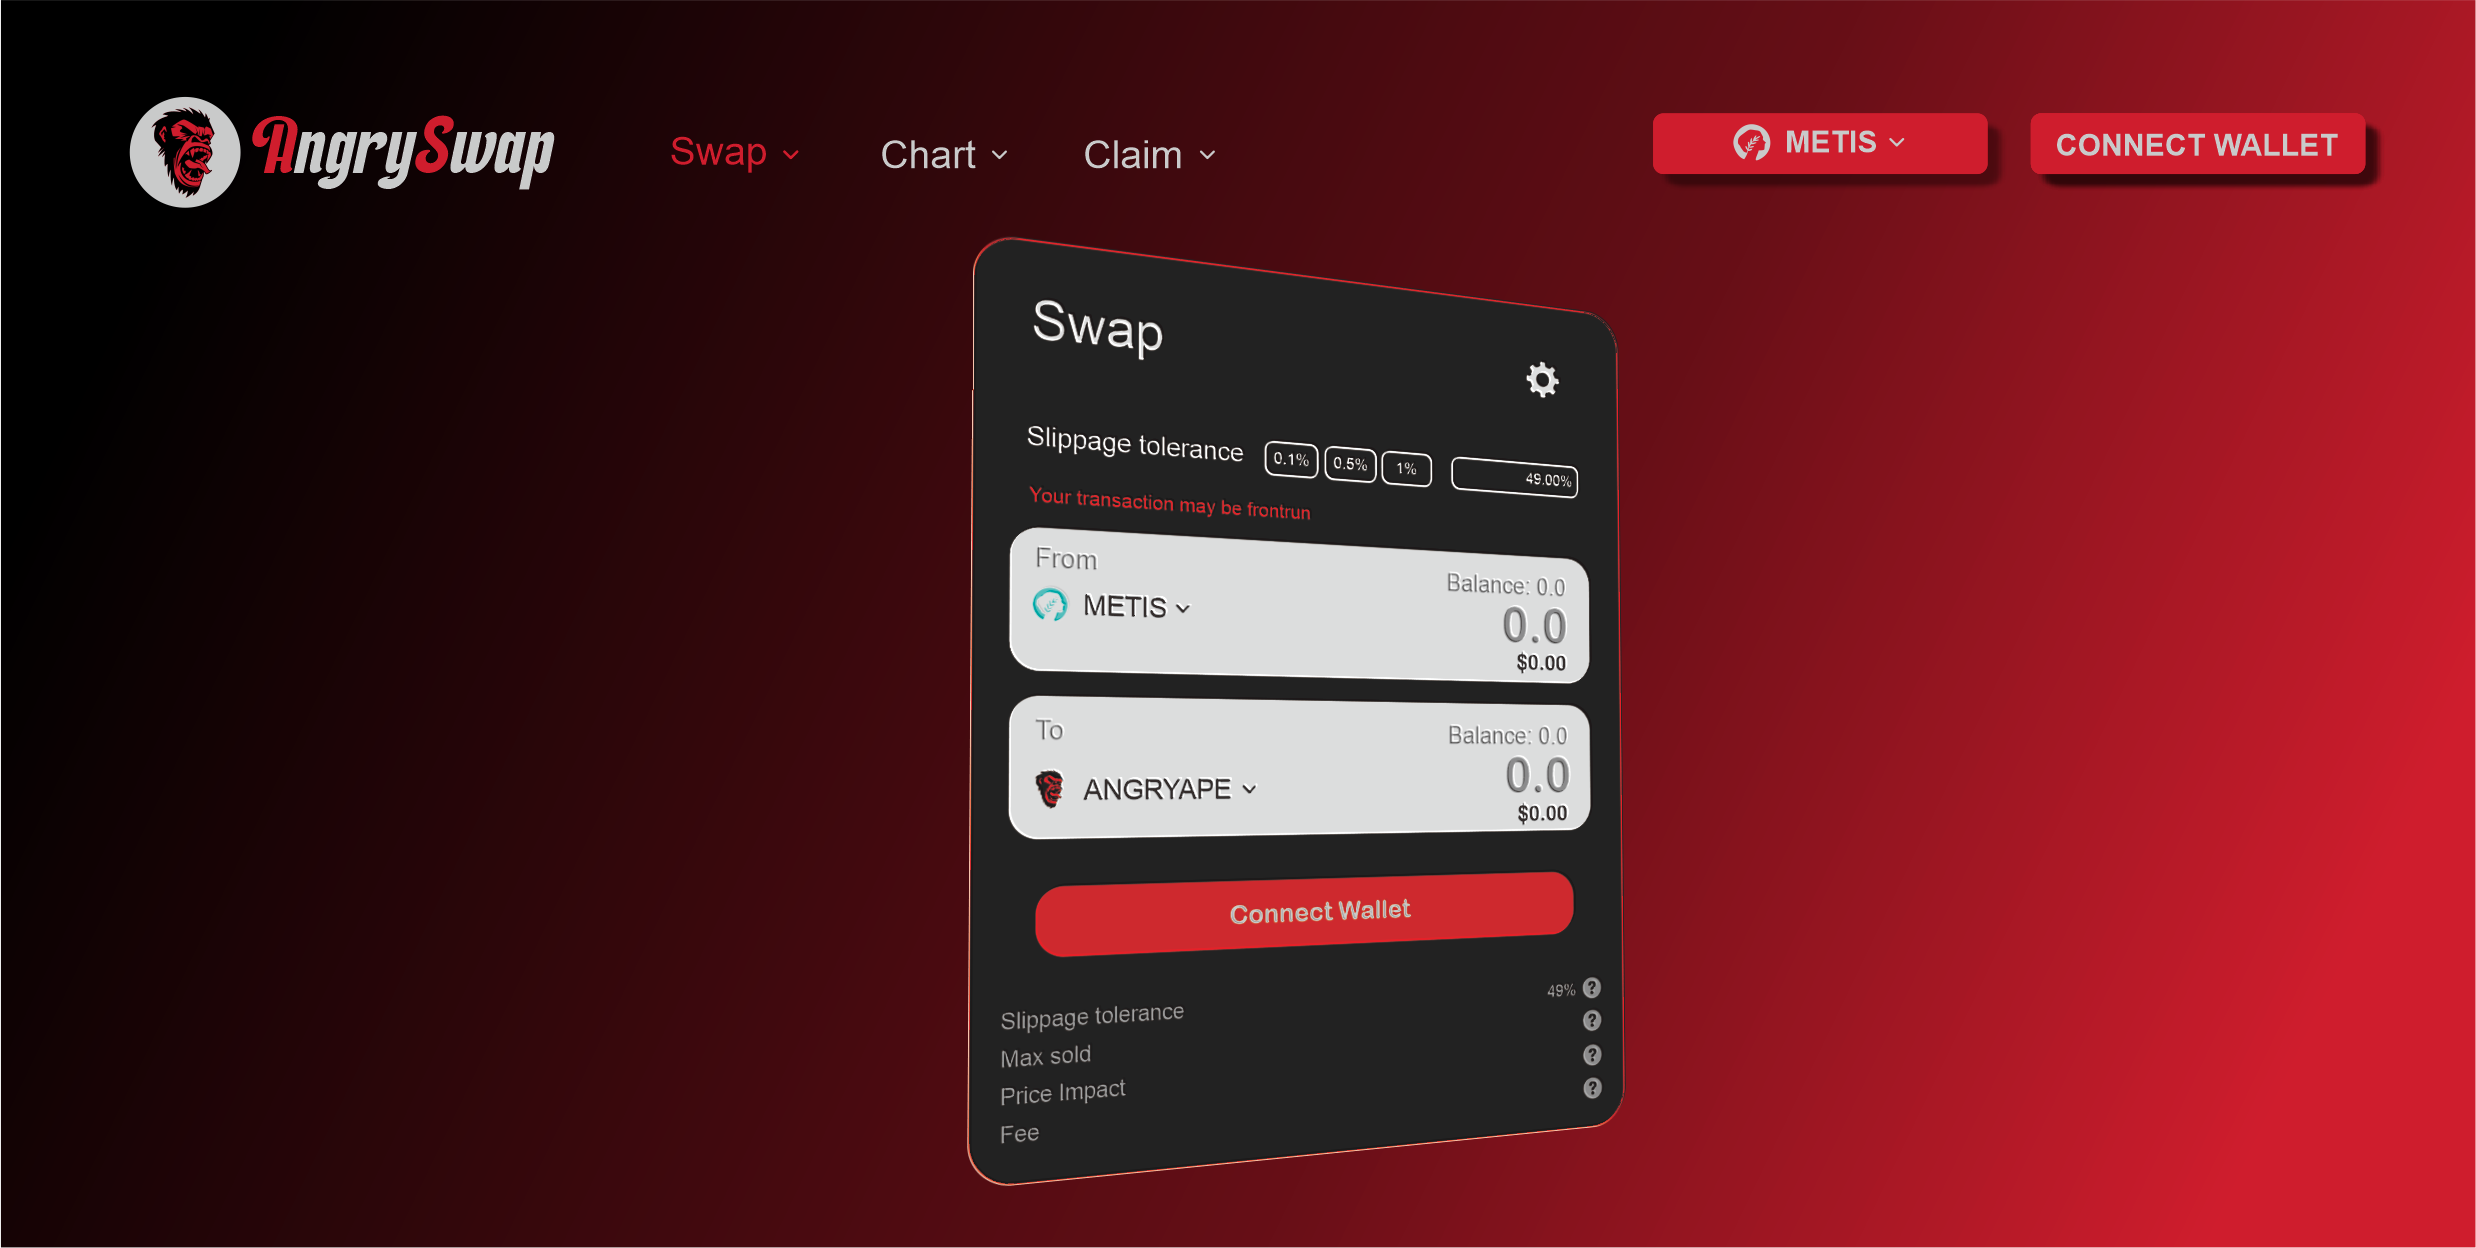 AngrySwap
Swap
Chart
Claim
METIS
CONNECT WALLET
Swap
Slippage tolerance 0.1% 0.5% 1% 49.00%
Your transaction may be frontrun
From
Balance: 0.0
METIS
0.0
$0.00
To
Balance: 0.0
ANGRYAPE
0.0
$0.00
Connect Wallet
49% ?
Slippage tolerance ?
Max sold ?
Price Impact ?
Fee